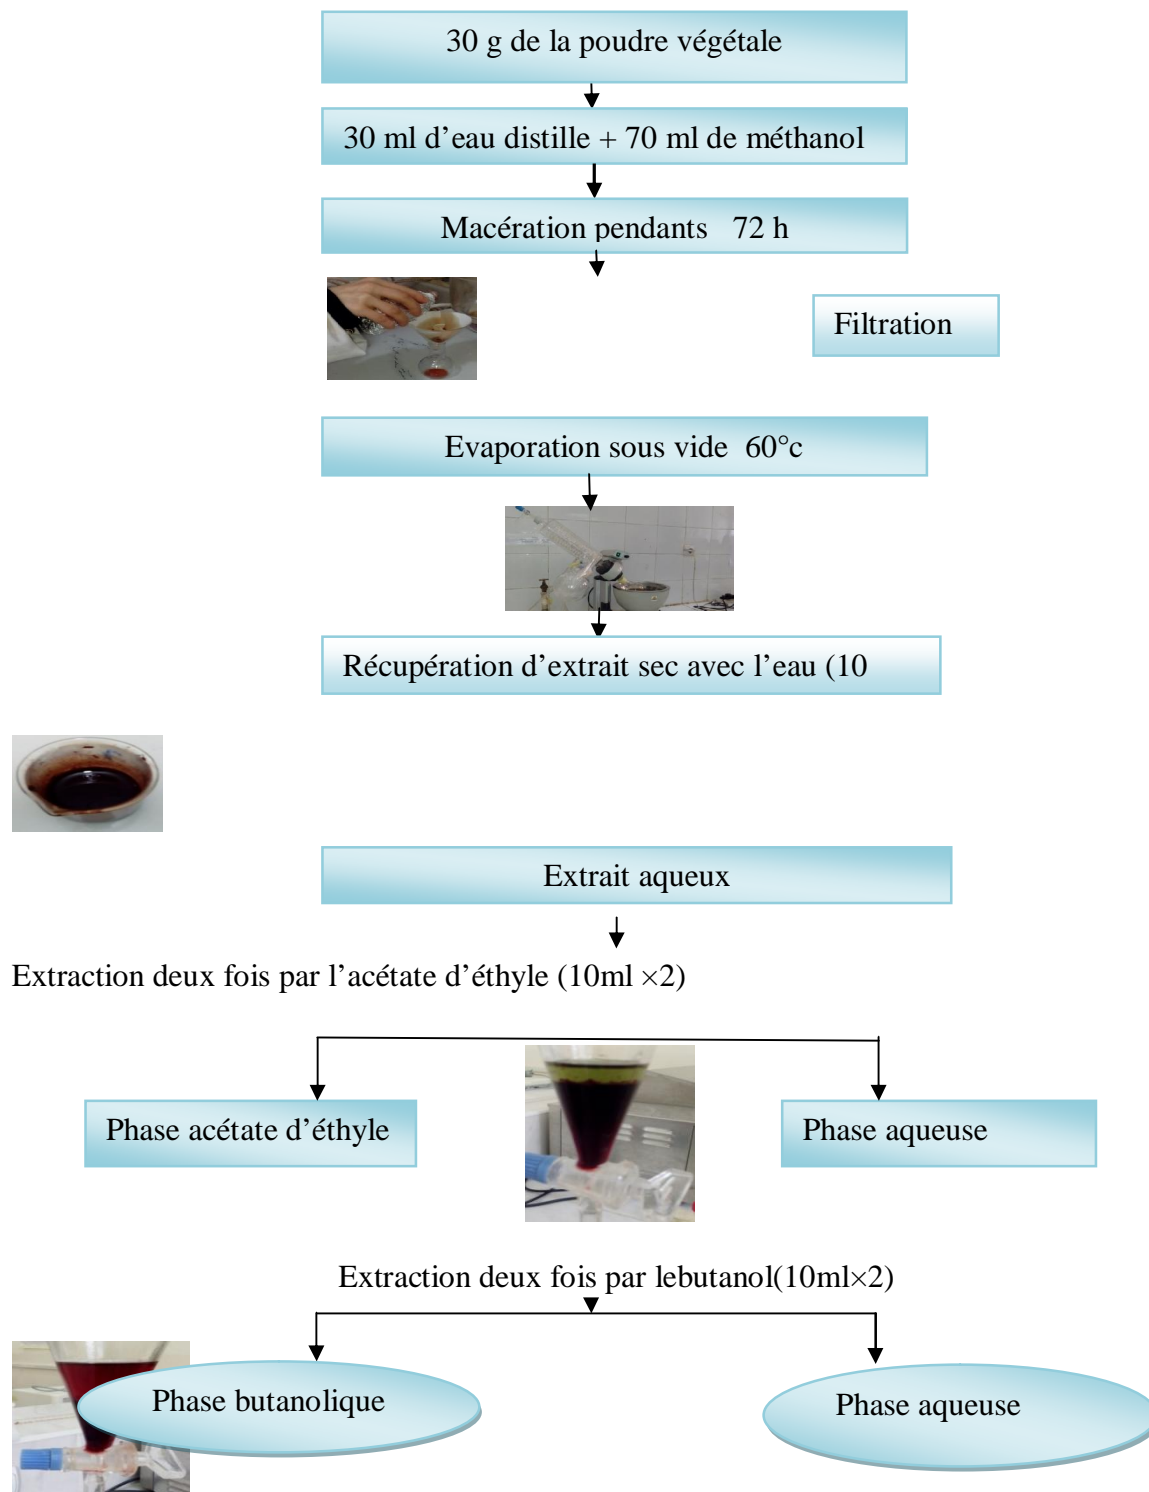 30 g de la poudre végétale
30 ml d’eau distille + 70 ml de méthanol
Macération pendants 72 h
Filtration
Evaporation sous vide 60°c
Récupération d’extrait sec avec l’eau (10
Extrait aqueux
Extraction deux fois par l’acétate d’éthyle (10ml ×2)
Phase acétate d’éthyle
Phase aqueuse
Extraction deux fois par lebutanol(10ml×2)
Phase butanolique
Phase aqueuse